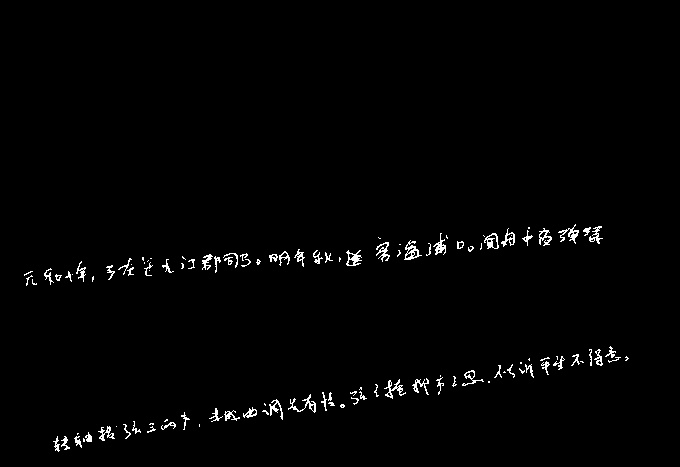 元和十年,予左迁九江郡司马。明年秋,送客湓浦口。闻舟中夜弹琵
转轴拨弦三两声,未成曲调先有情。弦弦掩抑声声思,似诉平生不得意。